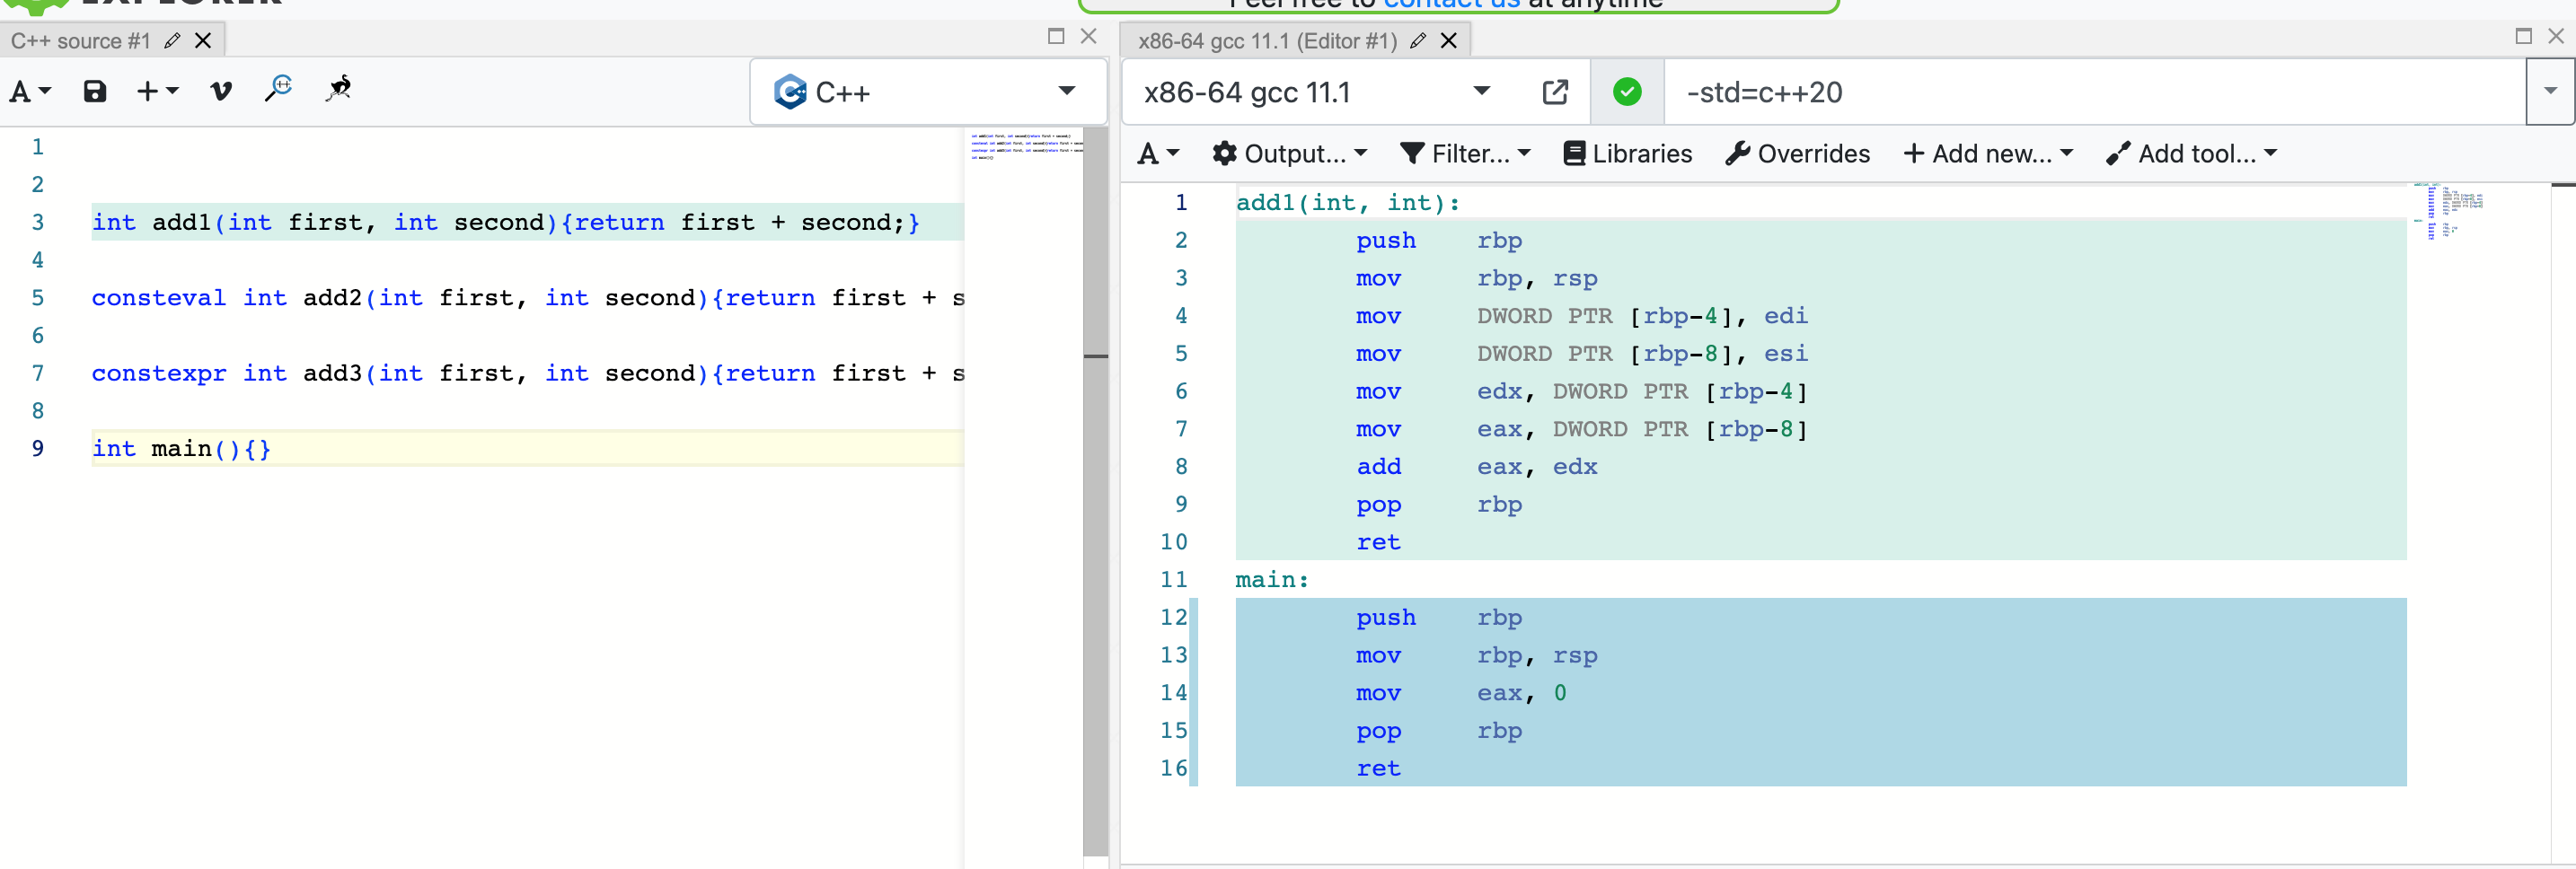 EXPLORER
Feel free to contact us at anytime
C++ source #1
x86-64 gcc 11.1 (Editor #1)
A
C++
x86-64 gcc 11.1
-std=c++20
A Output... Filter... Libraries Overrides + Add new... Add tool...
1
2
3 int add1(int first, int second){return first + second;}
4
5 consteval int add2(int first, int second){return first + s
6
7 constexpr int add3(int first, int second){return first + s
8
9 int main(){}
1 add1(int, int):
2 push rbp
3 mov rbp, rsp
4 mov DWORD PTR [rbp-4], edi
5 mov DWORD PTR [rbp-8], esi
6 mov edx, DWORD PTR [rbp-4]
7 mov eax, DWORD PTR [rbp-8]
8 add eax, edx
9 pop rbp
10 ret
11 main:
12 push rbp
13 mov rbp, rsp
14 mov eax, 0
15 pop rbp
16 ret